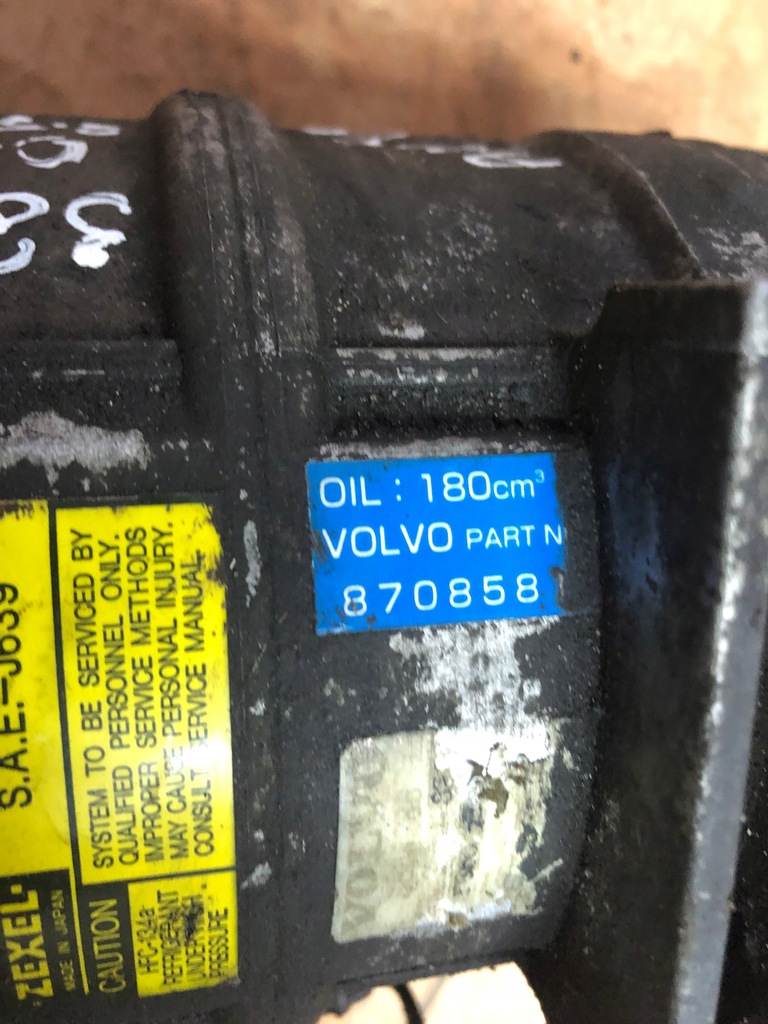 OIL: 180cm³
VOLVO PART N
870858
S.A.E.-J639
SYSTEM TO BE SERVICED BY
QUALIFIED PERSONNEL ONLY.
IMPROPER SERVICE METHODS
MAY CAUSE PERSONAL INJURY.
CONSULT SERVICE MANUAL
ZEXEL
MADE IN JAPAN
CAUTION
HFC-134a
REFRIGERANT
UNDER HIGH
PRESSURE
VOLVO